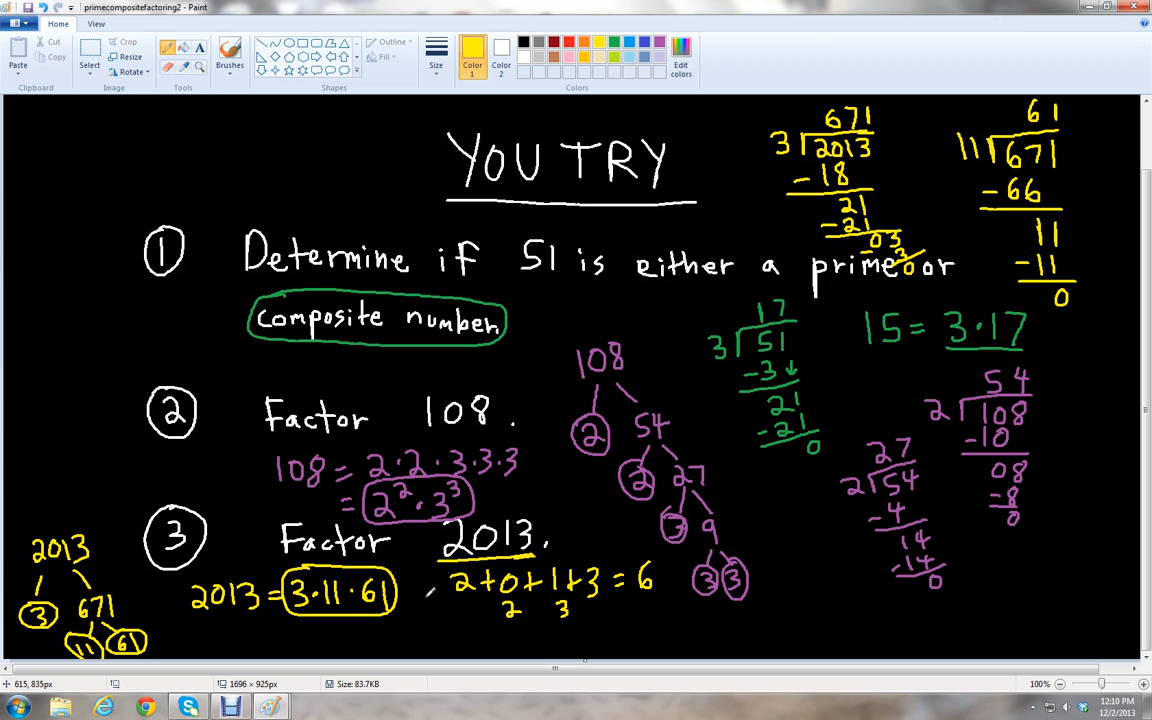 primecompositefactoring2 - Paint
Home View
Paste
Cut
Copy
Clipboard
Select
Crop
Resize
Rotate
Image
Tools
Brushes
Shapes
Outline
Fill
Size
Color 1
Color 2
Colors
Edit colors
YOU TRY
① Determine if 51 is either a prime or
composite number.
3 51
17
-3↓
21
-21
0
15 = 3·17
② Factor 108.
108 = 2·2·3·3·3
= 2² · 3³
108
2 54
2 27
3 9
3 3
54
2 108
-10
08
-8
0
27
2 54
-4
14
-14
0
③ Factor 2013.
2013 = 3·11·61
2+0+1+3 = 6
2 3
2013
3 671
11 61
671
3 2013
-18
21
-21
03
-3
0
61
11 671
-66
11
-11
0
615, 835px
1696 × 925px
Size: 83.7KB
100%
12:10 PM
12/2/2013